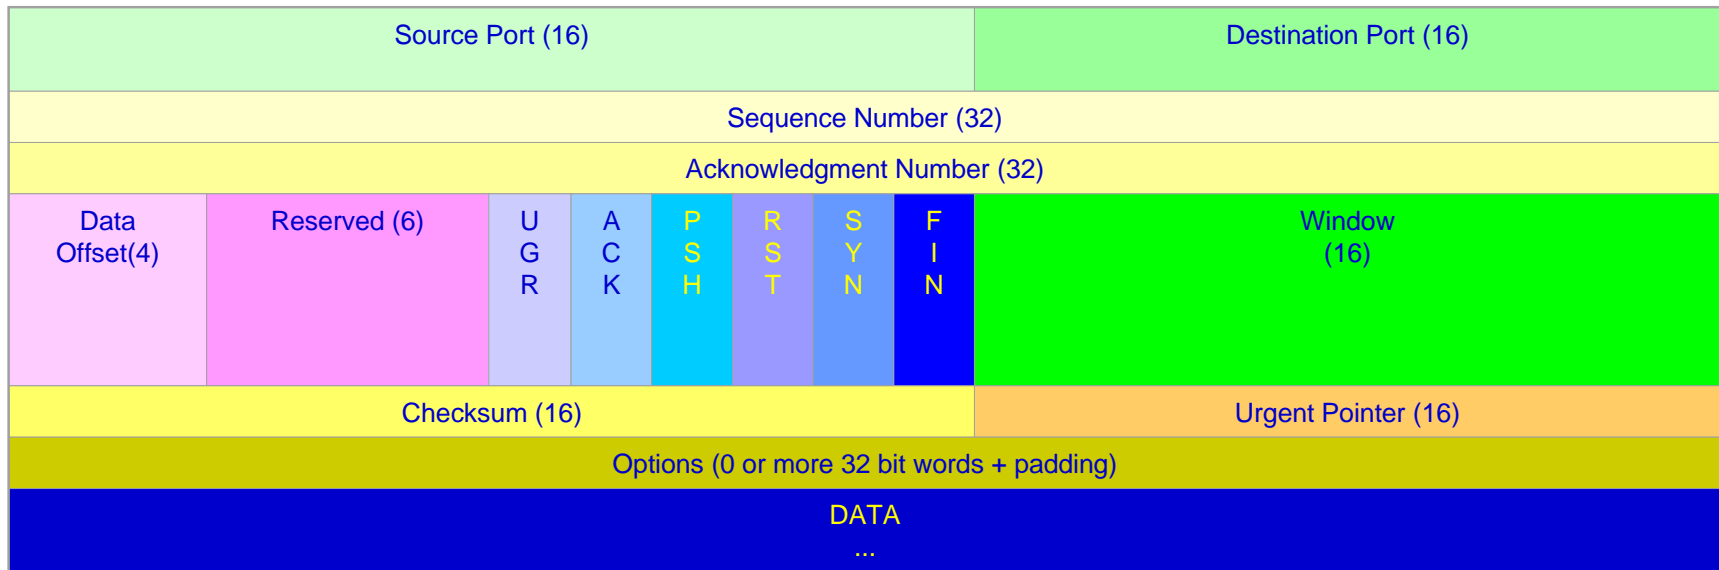 Source Port (16)
Destination Port (16)
Sequence Number (32)
Acknowledgment Number (32)
Data
Offset(4)
Reserved (6)
U
G
R
A
C
K
P
S
H
R
S
T
S
Y
N
F
I
N
Window
(16)
Checksum (16)
Urgent Pointer (16)
Options (0 or more 32 bit words + padding)
DATA
...